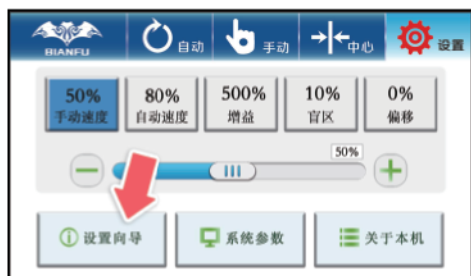 BIANFU 自动 手动 中心 设置
50% 80% 500% 10% 0%
手动速度 自动速度 增益 盲区 偏移
50%
设置向导 系统参数 关于本机